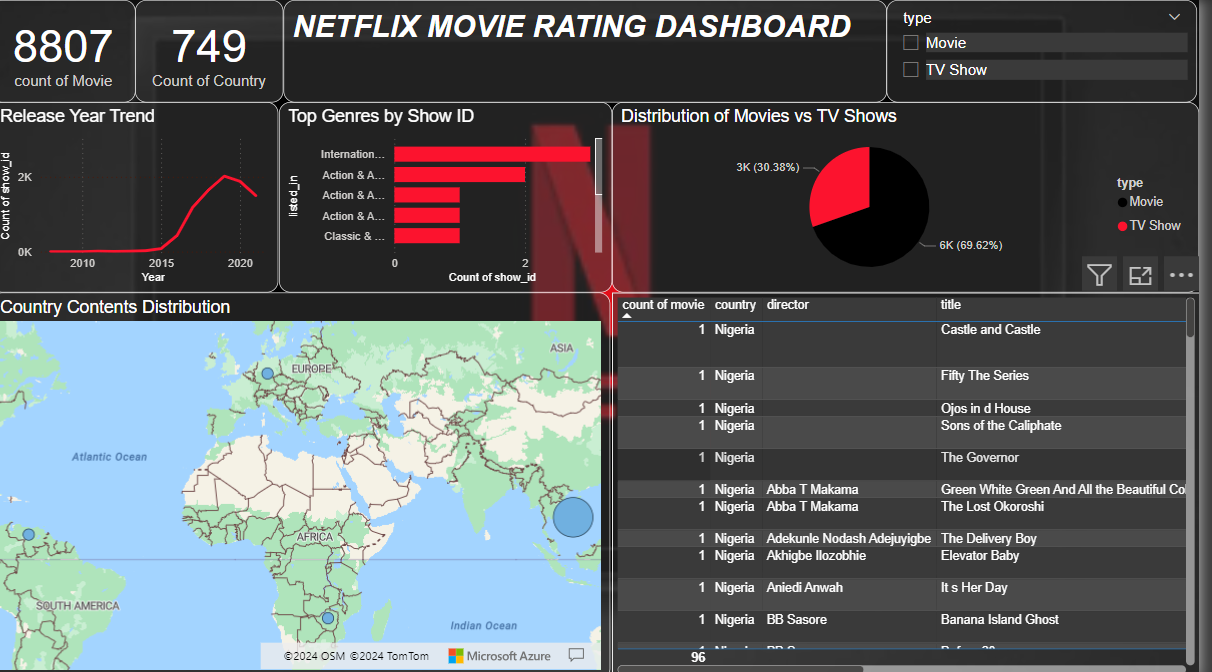 8807
count of Movie
749
Count of Country
NETFLIX MOVIE RATING DASHBOARD
type
Movie
TV Show
Release Year Trend
Count of show_id
2K
0K
2010
2015
2020
Year
Top Genres by Show ID
listed_in
Internation...
Action & A...
Action & A...
Action & A...
Classic & ...
0
2
Count of show_id
Distribution of Movies vs TV Shows
3K (30.38%)
6K (69.62%)
type
Movie
TV Show
Country Contents Distribution
ASIA
EUROPE
Atlantic Ocean
AFRICA
SOUTH AMERICA
Indian Ocean
©2024 OSM ©2024 TomTom
Microsoft Azure
count of movie country director title
1 Nigeria Castle and Castle
1 Nigeria Fifty The Series
1 Nigeria Ojos in d House
1 Nigeria Sons of the Caliphate
1 Nigeria The Governor
1 Nigeria Abba T Makama Green White Green And All the Beautiful Co
1 Nigeria Abba T Makama The Lost Okoroshi
1 Nigeria Adekunle Nodash Adejuyigbe The Delivery Boy
1 Nigeria Akhigbe Ilozobhie Elevator Baby
1 Nigeria Aniedi Anwah It s Her Day
1 Nigeria BB Sasore Banana Island Ghost
96